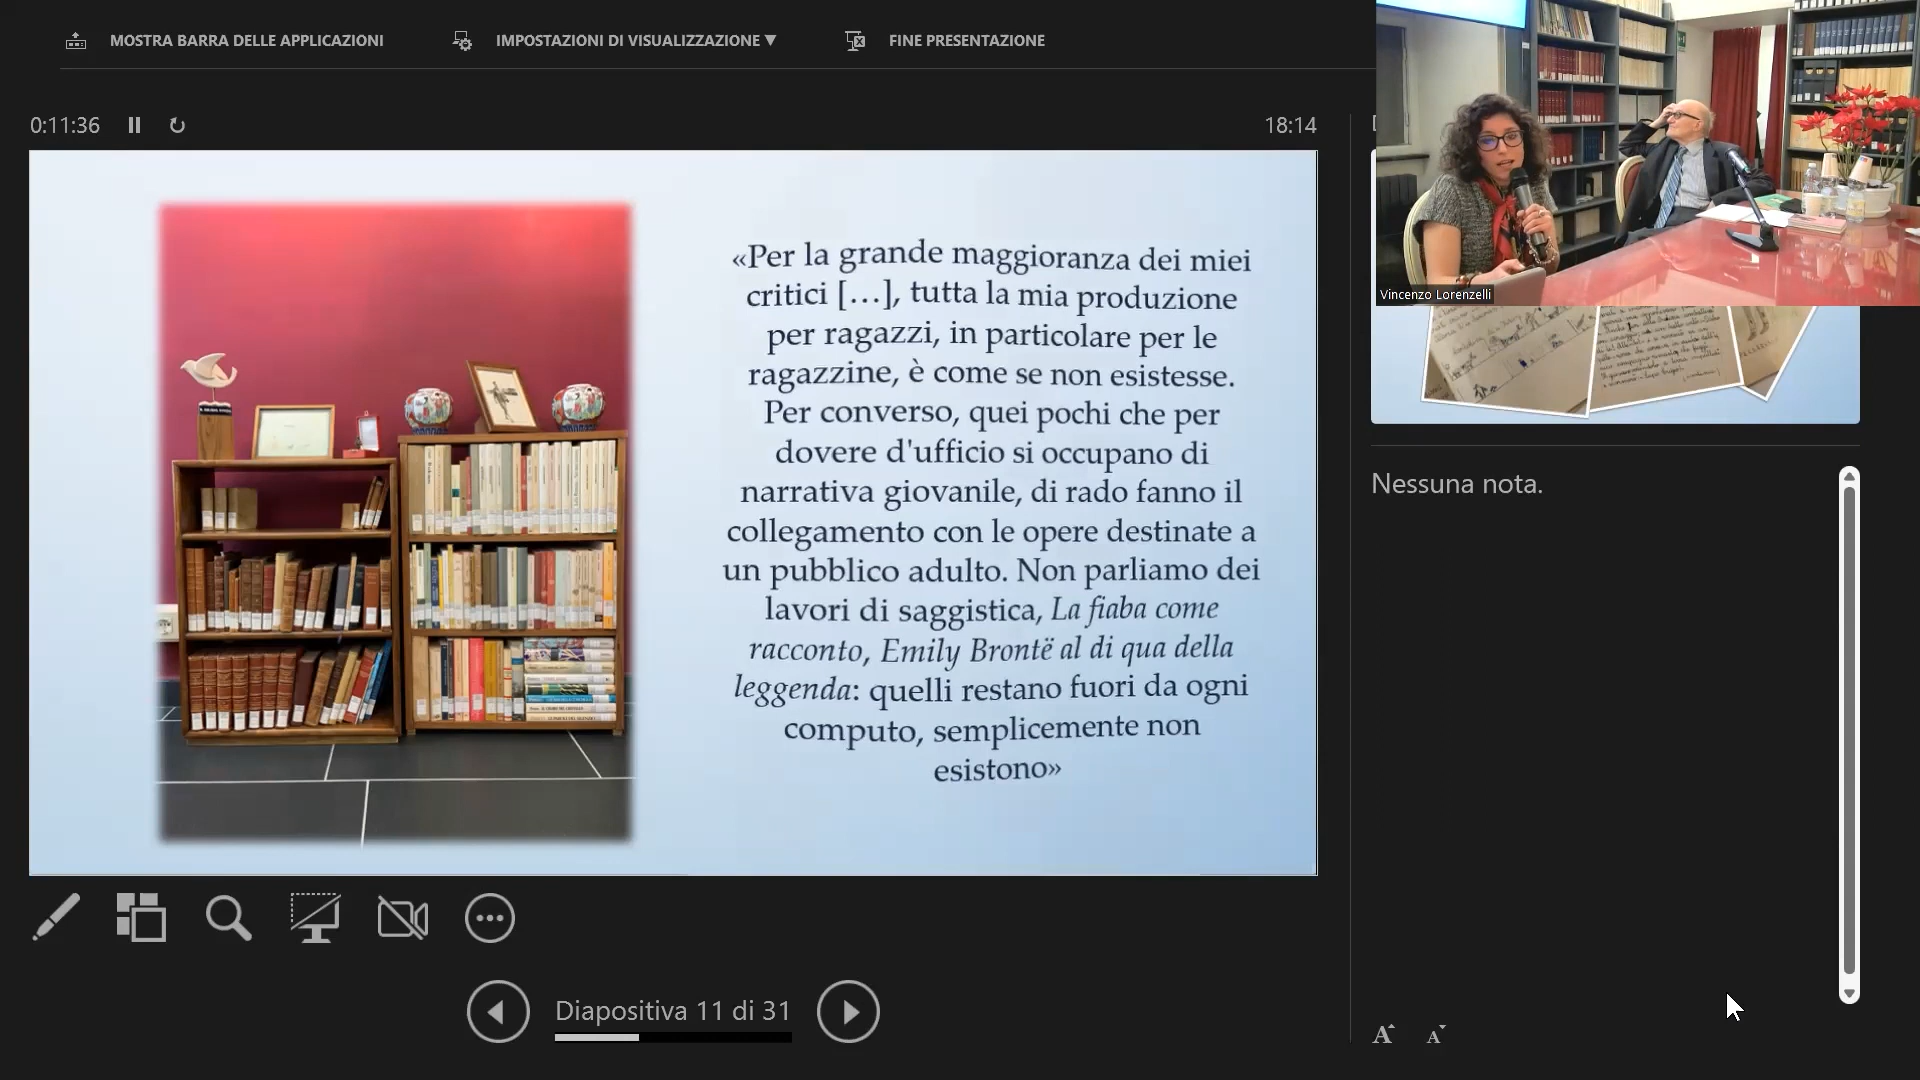 MOSTRA BARRA DELLE APPLICAZIONI
IMPOSTAZIONI DI VISUALIZZAZIONE ▼
FINE PRESENTAZIONE
0:11:36
18:14
«Per la grande maggioranza dei miei
critici [...], tutta la mia produzione
per ragazzi, in particolare per le
ragazzine, è come se non esistesse.
Per converso, quei pochi che per
dovere d'ufficio si occupano di
narrativa giovanile, di rado fanno il
collegamento con le opere destinate a
un pubblico adulto. Non parliamo dei
lavori di saggistica, La fiaba come
racconto, Emily Brontë al di qua della
leggenda: quelli restano fuori da ogni
computo, semplicemente non
esistono»
Vincenzo Lorenzelli
Nessuna nota.
Diapositiva 11 di 31